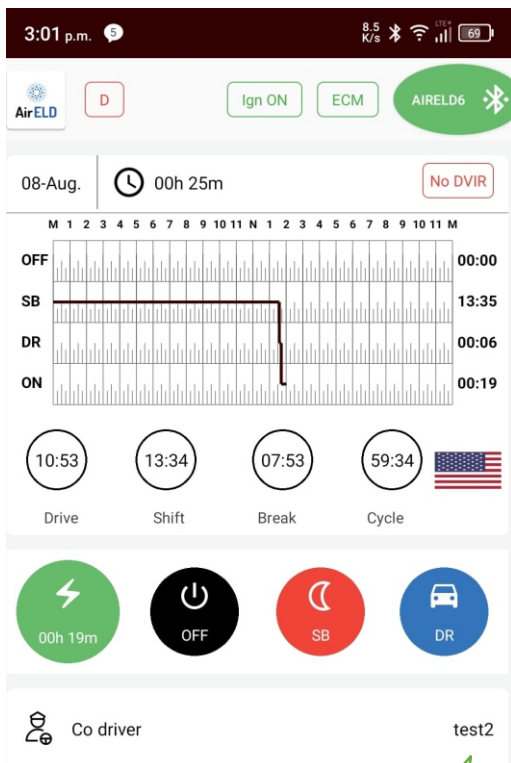 3:01 p.m. 5 8.5 K/s LTE+ 69
AirELD D Ign ON ECM AIRELD6
08-Aug. 00h 25m No DVIR
M 1 2 3 4 5 6 7 8 9 10 11 N 1 2 3 4 5 6 7 8 9 10 11 M
OFF 00:00
SB 13:35
DR 00:06
ON 00:19
10:53 13:34 07:53 59:34
Drive Shift Break Cycle
00h 19m OFF SB DR
Co driver test2